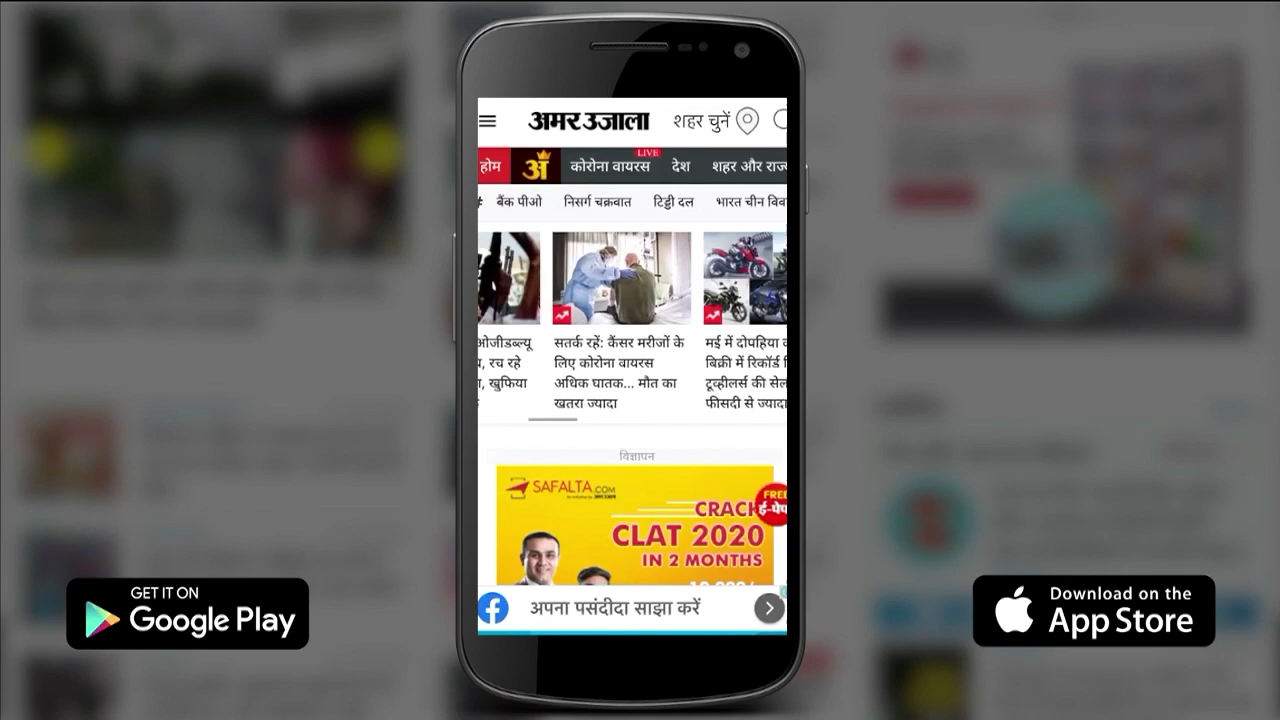 अमर उजाला
शहर चुनें
होम
अ
कोरोना वायरस
LIVE
देश
शहर और राज्
# बैंक पीओ
निसर्ग चक्रवात
टिड्डी दल
भारत चीन विवा
ओजीडब्ल्यू
रच रहे
खुफिया
सतर्क रहें: कैंसर मरीजों के
लिए कोरोना वायरस
अधिक घातक... मौत का
खतरा ज्यादा
मई में दोपहिया
बिक्री में रिकॉर्ड
टूव्हीलर्स की सेल
फीसदी से ज्यादा
विज्ञापन
SAFALTA.COM
CRACK
CLAT 2020
IN 2 MONTHS
FREE
ई-पेप
अपना पसंदीदा साझा करें
GET IT ON
Google Play
Download on the
App Store